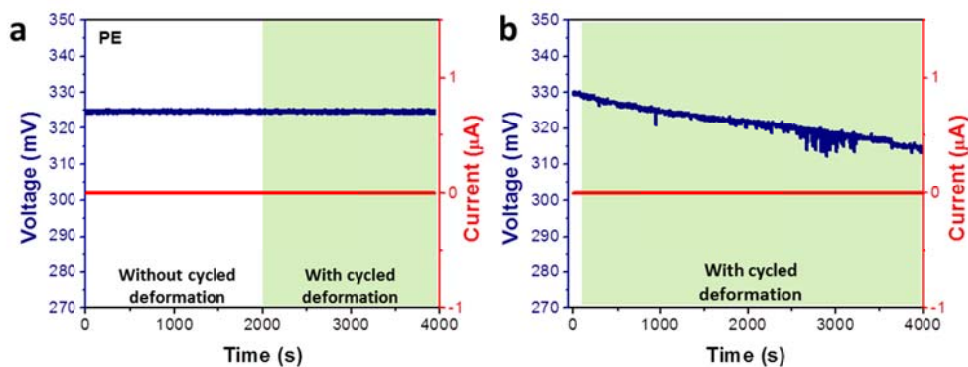 a
PE
Voltage (mV)
350
340
330
320
310
300
290
280
270
Without cycled
deformation
With cycled
deformation
0
1000
2000
3000
4000
Time (s)
1
0
-1
Current (μA)
b
Voltage (mV)
350
340
330
320
310
300
290
280
270
With cycled
deformation
0
1000
2000
3000
4000
Time (s)
1
0
-1
Current (μA)